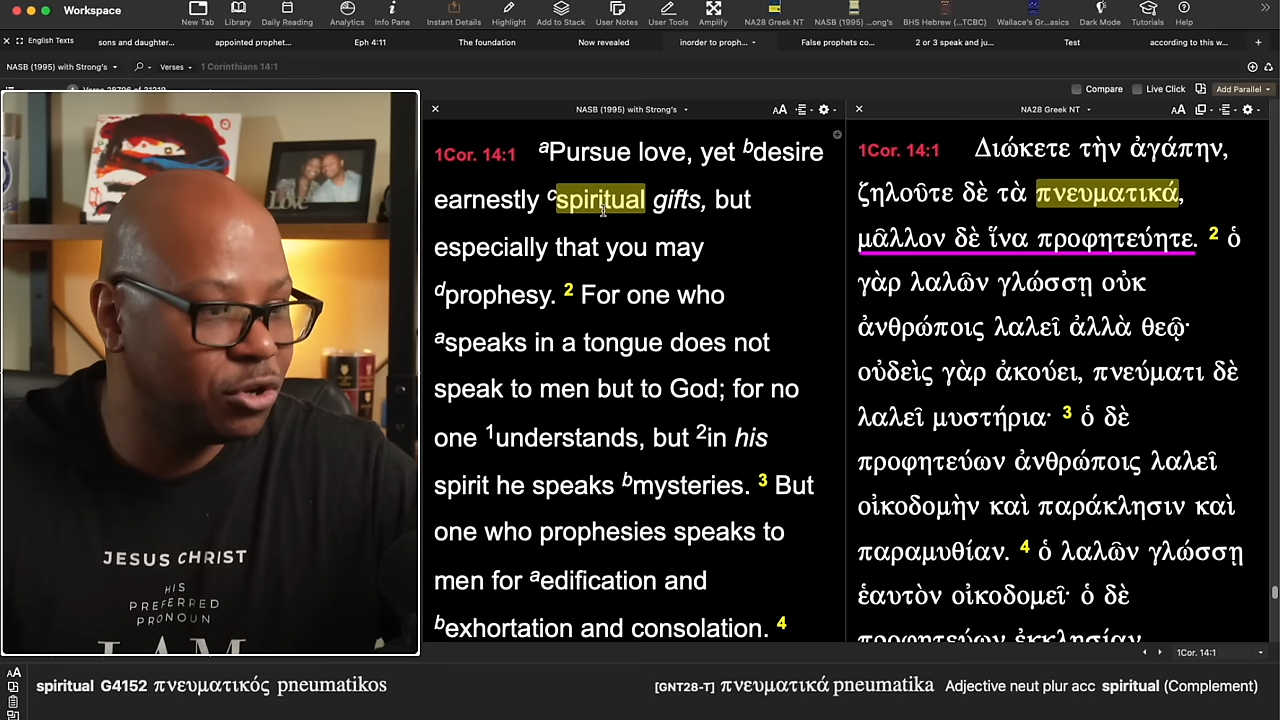 Workspace
New Tab
Library
Daily Reading
Analytics
Info Pane
Instant Details
Highlight
Add to Stack
User Notes
User Tools
Amplify
NA28 Greek NT
NASB (1995) ...ong's
BHS Hebrew (...TCBC)
Wallace's Gr...asics
Dark Mode
Tutorials
Help
English Texts
sons and daughter...
appointed prophet...
Eph 4:11
The foundation
Now revealed
inorder to proph...
False prophets co...
2 or 3 speak and ju...
Test
according to this w...
NASB (1995) with Strong's
Verses
1 Corinthians 14:1
Compare
Live Click
Add Parallel
NASB (1995) with Strong's
1Cor. 14:1 aPursue love, yet bdesire
earnestly cspiritual gifts, but
especially that you may
dprophesy. 2 For one who
aspeaks in a tongue does not
speak to men but to God; for no
one 1understands, but 2in his
spirit he speaks bmysteries. 3 But
one who prophesies speaks to
men for aedification and
bexhortation and consolation. 4
NA28 Greek NT
1Cor. 14:1 Διώκετε τὴν ἀγάπην,
ζηλοῦτε δὲ τὰ πνευματικά,
μᾶλλον δὲ ἵνα προφητεύητε. 2 ὁ
γὰρ λαλῶν γλώσσῃ οὐκ
ἀνθρώποις λαλεῖ ἀλλὰ θεῷ·
οὐδεὶς γὰρ ἀκούει, πνεύματι δὲ
λαλεῖ μυστήρια· 3 ὁ δὲ
προφητεύων ἀνθρώποις λαλεῖ
οἰκοδομὴν καὶ παράκλησιν καὶ
παραμυθίαν. 4 ὁ λαλῶν γλώσσῃ
ἑαυτὸν οἰκοδομεῖ· ὁ δὲ
προφητεύων ἐκκλησίαν
1Cor. 14:1
Love
JESUS CHRIST
HIS
PREFERRED
PRONOUN
I AM
spiritual G4152 πνευματικός pneumatikos
[GNT28-T] πνευματικά pneumatika Adjective neut plur acc spiritual (Complement)